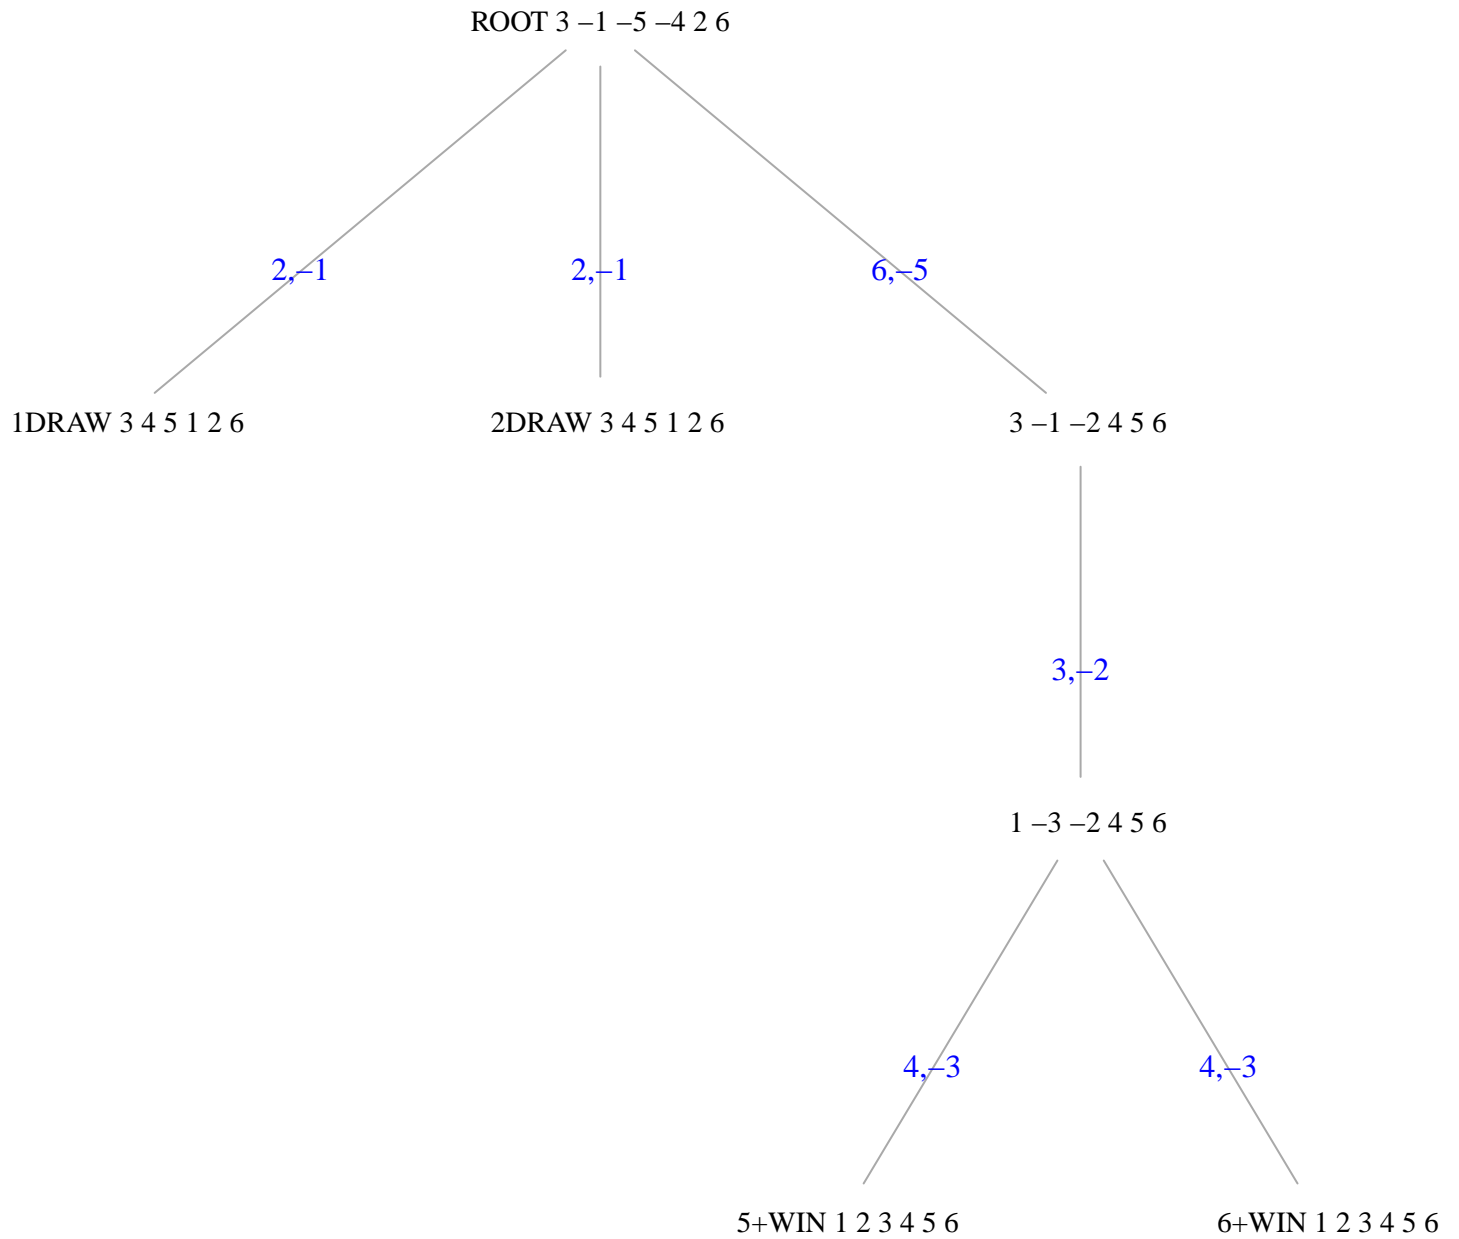 ROOT 3 –1 –5 –4 2 6
2,–1
2,–1
6,–5
1DRAW 3 4 5 1 2 6
2DRAW 3 4 5 1 2 6
3 –1 –2 4 5 6
3,–2
1 –3 –2 4 5 6
4,–3
4,–3
5+WIN 1 2 3 4 5 6
6+WIN 1 2 3 4 5 6